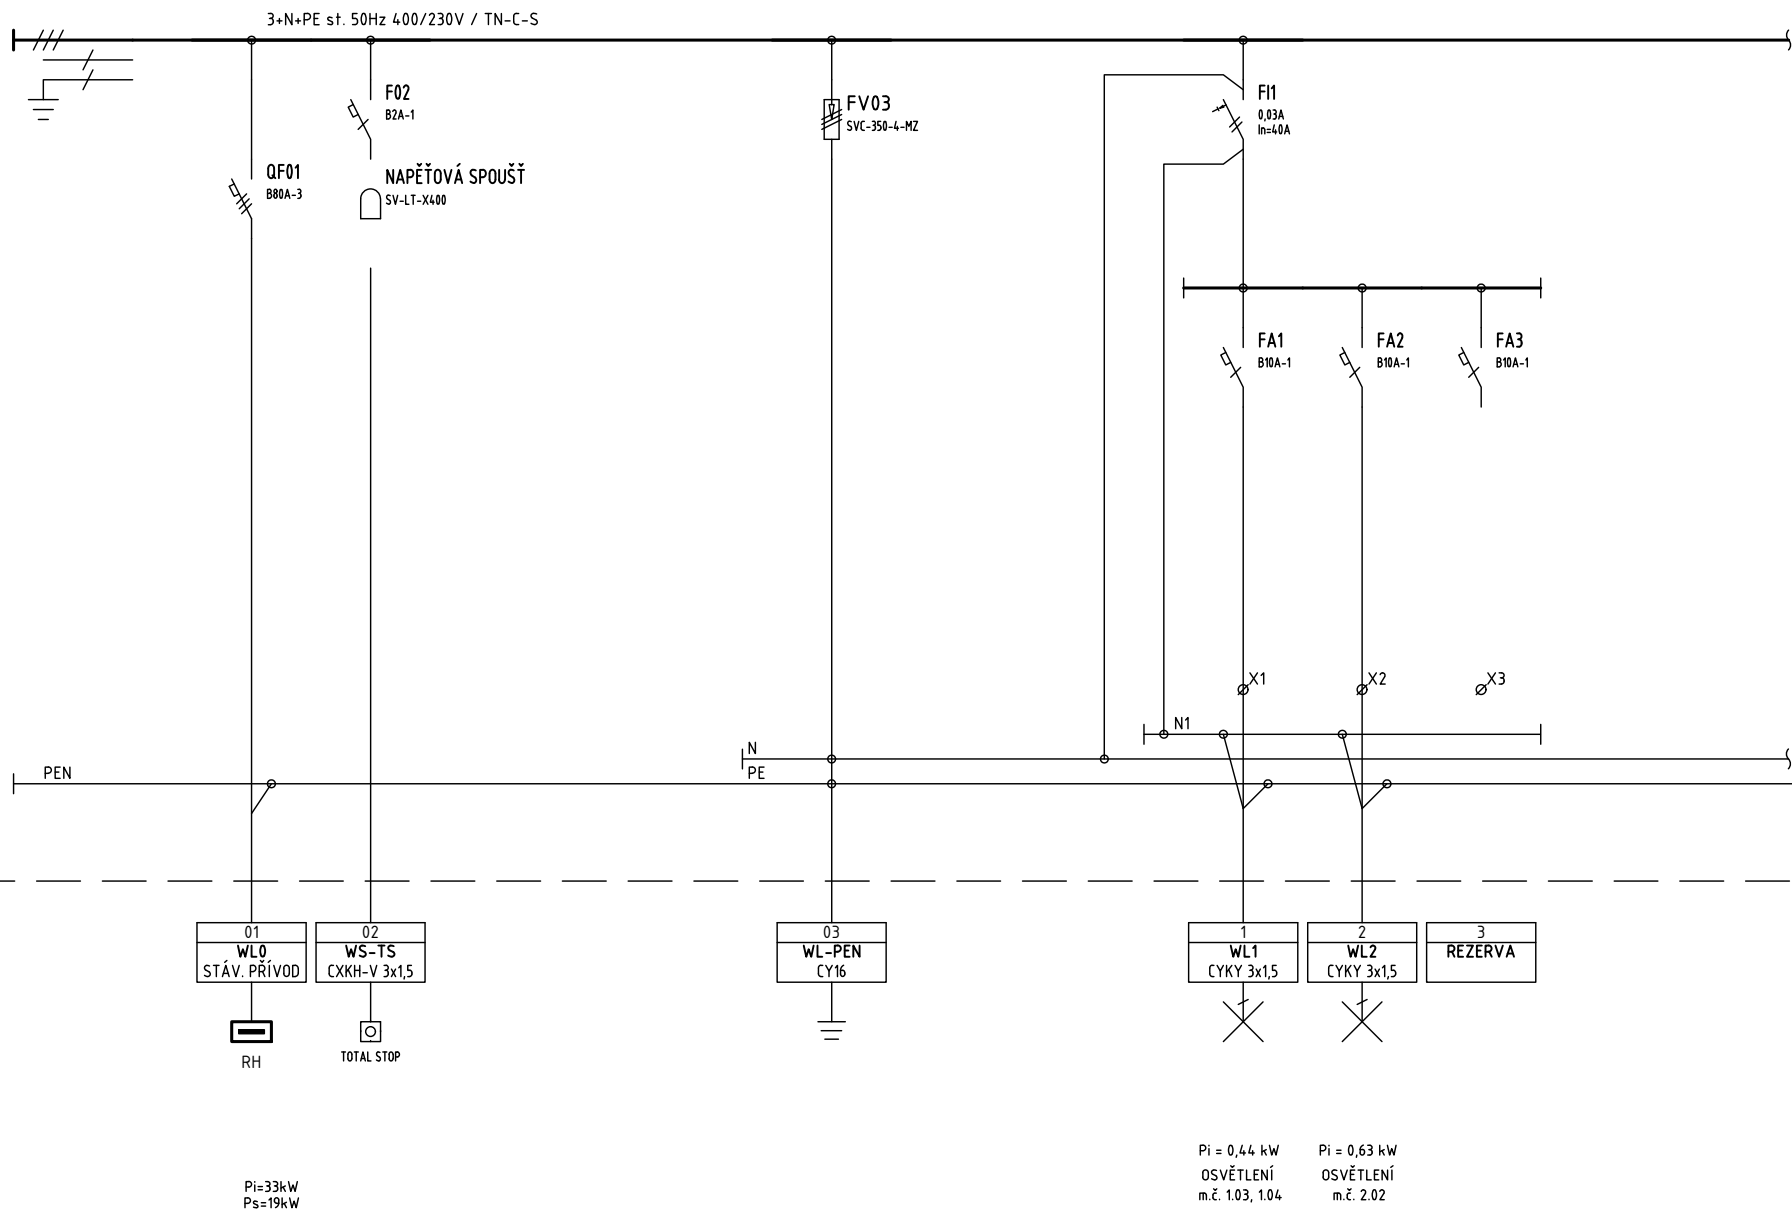 3+N+PE st. 50Hz 400/230V / TN-C-S
F02
B2A-1
QF01
B80A-3
NAPĚŤOVÁ SPOUŠŤ
SV-LT-X400
FV03
SVC-350-4-MZ
FI1
0,03A
In=40A
FA1
B10A-1
FA2
B10A-1
FA3
B10A-1
X1
X2
X3
N1
N
PE
PEN
01
WL0
STÁV. PŘÍVOD
02
WS-TS
CXKH-V 3x1,5
03
WL-PEN
CY16
1
WL1
CYKY 3x1,5
2
WL2
CYKY 3x1,5
3
REZERVA
RH
TOTAL STOP
Pi=33kW
Ps=19kW
Pi = 0,44 kW
OSVĚTLENÍ
m.č. 1.03, 1.04
Pi = 0,63 kW
OSVĚTLENÍ
m.č. 2.02